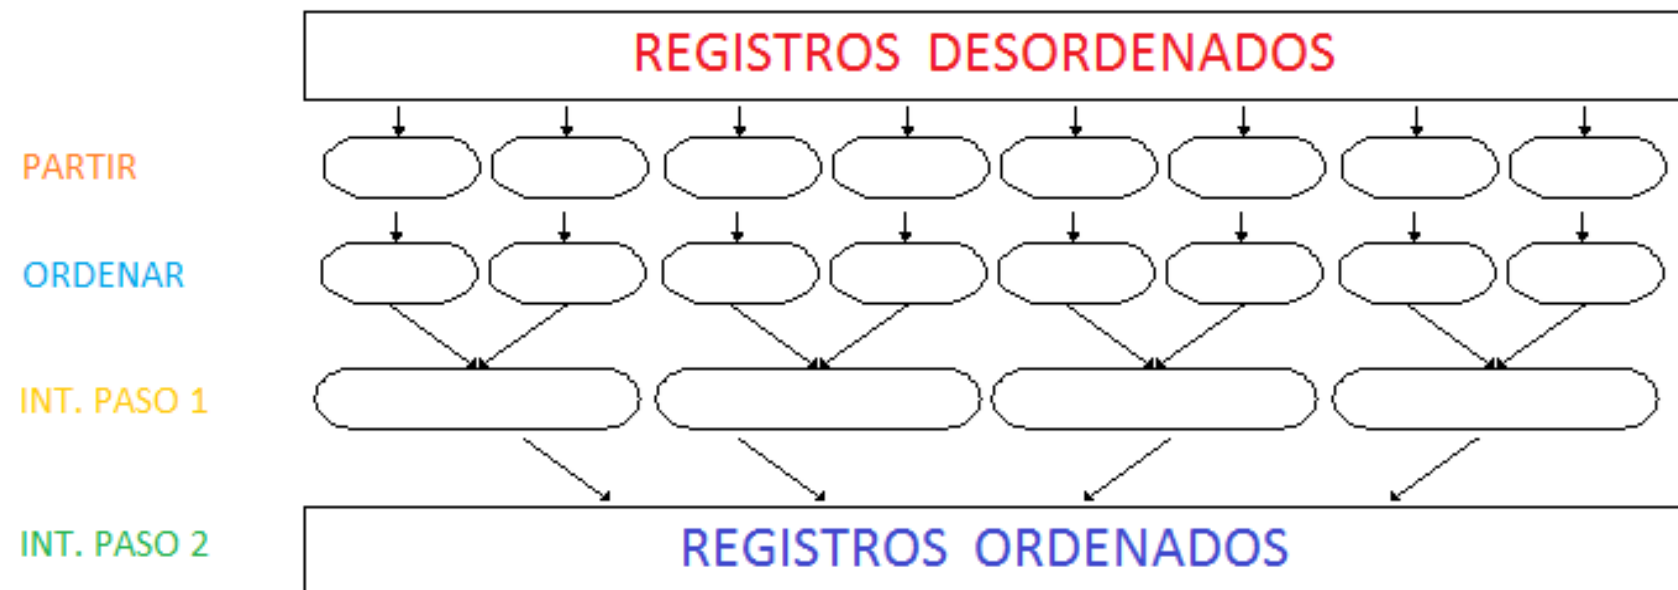 REGISTROS DESORDENADOS
PARTIR
ORDENAR
INT. PASO 1
INT. PASO 2
REGISTROS ORDENADOS